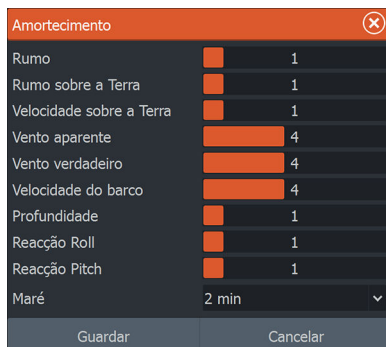 Amortecimento
Rumo 1
Rumo sobre a Terra 1
Velocidade sobre a Terra 1
Vento aparente 4
Vento verdadeiro 4
Velocidade do barco 4
Profundidade 1
Reacção Roll 1
Reacção Pitch 1
Maré 2 min
Guardar Cancelar